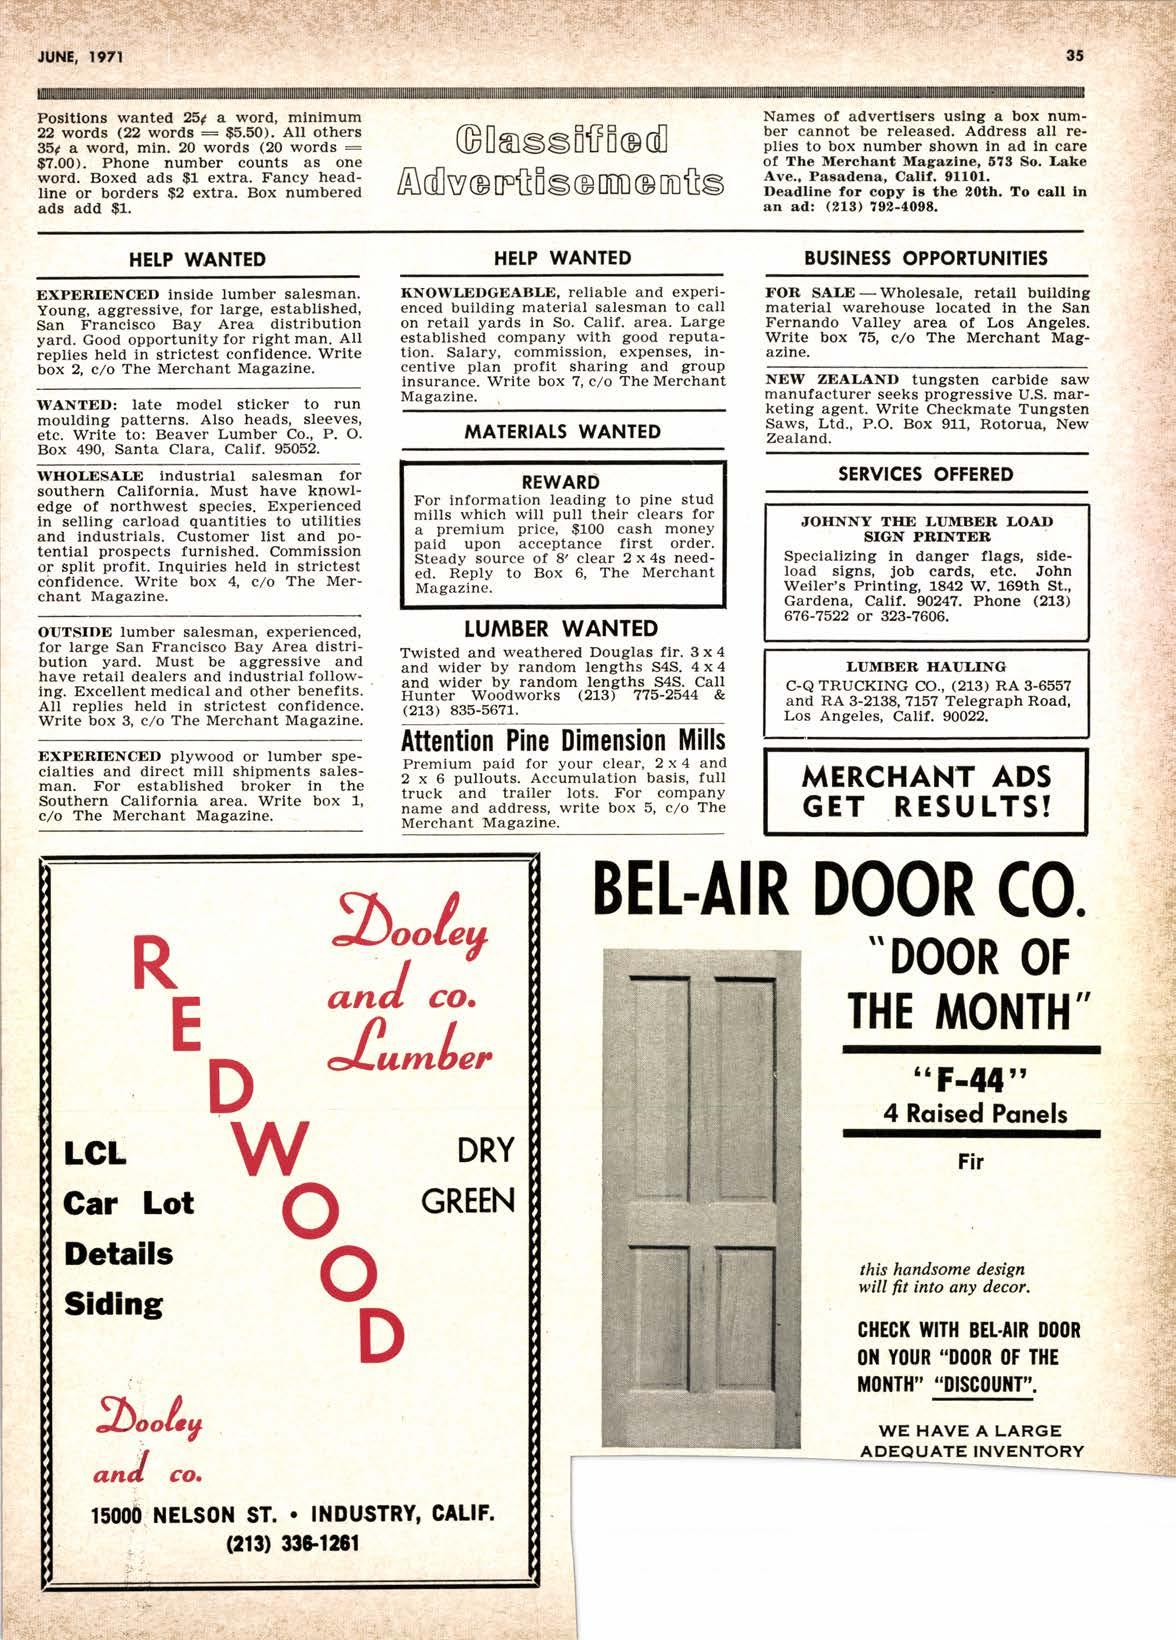 JUNE, 1971
35
Positions wanted 25¢ a word, minimum
22 words (22 words = $5.50). All others
35¢ a word, min. 20 words (20 words =
$7.00). Phone number counts as one
word. Boxed ads $1 extra. Fancy head-
line or borders $2 extra. Box numbered
ads add $1.
Classified
Advertisements
Names of advertisers using a box num-
ber cannot be released. Address all re-
plies to box number shown in ad in care
of The Merchant Magazine, 573 So. Lake
Ave., Pasadena, Calif. 91101.
Deadline for copy is the 20th. To call in
an ad: (213) 792-4098.
HELP WANTED
EXPERIENCED inside lumber salesman.
Young, aggressive, for large, established,
San Francisco Bay Area distribution
yard. Good opportunity for right man. All
replies held in strictest confidence. Write
box 2, c/o The Merchant Magazine.
WANTED: late model sticker to run
moulding patterns. Also heads, sleeves,
etc. Write to: Beaver Lumber Co., P. O.
Box 490, Santa Clara, Calif. 95052.
WHOLESALE industrial salesman for
southern California. Must have knowl-
edge of northwest species. Experienced
in selling carload quantities to utilities
and industrials. Customer list and po-
tential prospects furnished. Commission
or split profit. Inquiries held in strictest
confidence. Write box 4, c/o The Mer-
chant Magazine.
OUTSIDE lumber salesman, experienced,
for large San Francisco Bay Area distri-
bution yard. Must be aggressive and
have retail dealers and industrial follow-
ing. Excellent medical and other benefits.
All replies held in strictest confidence.
Write box 3, c/o The Merchant Magazine.
EXPERIENCED plywood or lumber spe-
cialties and direct mill shipments sales-
man. For established broker in the
Southern California area. Write box 1,
c/o The Merchant Magazine.
HELP WANTED
KNOWLEDGEABLE, reliable and experi-
enced building material salesman to call
on retail yards in So. Calif. area. Large
established company with good reputa-
tion. Salary, commission, expenses, in-
centive plan profit sharing and group
insurance. Write box 7, c/o The Merchant
Magazine.
MATERIALS WANTED
REWARD
For information leading to pine stud
mills which will pull their clears for
a premium price, $100 cash money
paid upon acceptance first order.
Steady source of 8' clear 2 x 4s need-
ed. Reply to Box 6, The Merchant
Magazine.
LUMBER WANTED
Twisted and weathered Douglas fir. 3 x 4
and wider by random lengths S4S. 4 x 4
and wider by random lengths S4S. Call
Hunter Woodworks (213) 775-2544 &
(213) 835-5671.
Attention Pine Dimension Mills
Premium paid for your clear, 2 x 4 and
2 x 6 pullouts. Accumulation basis, full
truck and trailer lots. For company
name and address, write box 5, c/o The
Merchant Magazine.
BUSINESS OPPORTUNITIES
FOR SALE — Wholesale, retail building
material warehouse located in the San
Fernando Valley area of Los Angeles.
Write box 75, c/o The Merchant Mag-
azine.
NEW ZEALAND tungsten carbide saw
manufacturer seeks progressive U.S. mar-
keting agent. Write Checkmate Tungsten
Saws, Ltd., P.O. Box 911, Rotorua, New
Zealand.
SERVICES OFFERED
JOHNNY THE LUMBER LOAD
SIGN PRINTER
Specializing in danger flags, side-
load signs, job cards, etc. John
Weiler's Printing, 1842 W. 169th St.,
Gardena, Calif. 90247. Phone (213)
676-7522 or 323-7606.
LUMBER HAULING
C-Q TRUCKING CO., (213) RA 3-6557
and RA 3-2138, 7157 Telegraph Road,
Los Angeles, Calif. 90022.
MERCHANT ADS
GET RESULTS!
Dooley
and co.
Lumber
REDWOOD
LCL
Car Lot
Details
Siding
DRY
GREEN
Dooley
and co.
15000 NELSON ST. • INDUSTRY, CALIF.
(213) 336-1261
BEL-AIR DOOR CO.
"DOOR OF
THE MONTH"
"F-44"
4 Raised Panels
Fir
this handsome design
will fit into any decor.
CHECK WITH BEL-AIR DOOR
ON YOUR "DOOR OF THE
MONTH" "DISCOUNT".
WE HAVE A LARGE
ADEQUATE INVENTORY